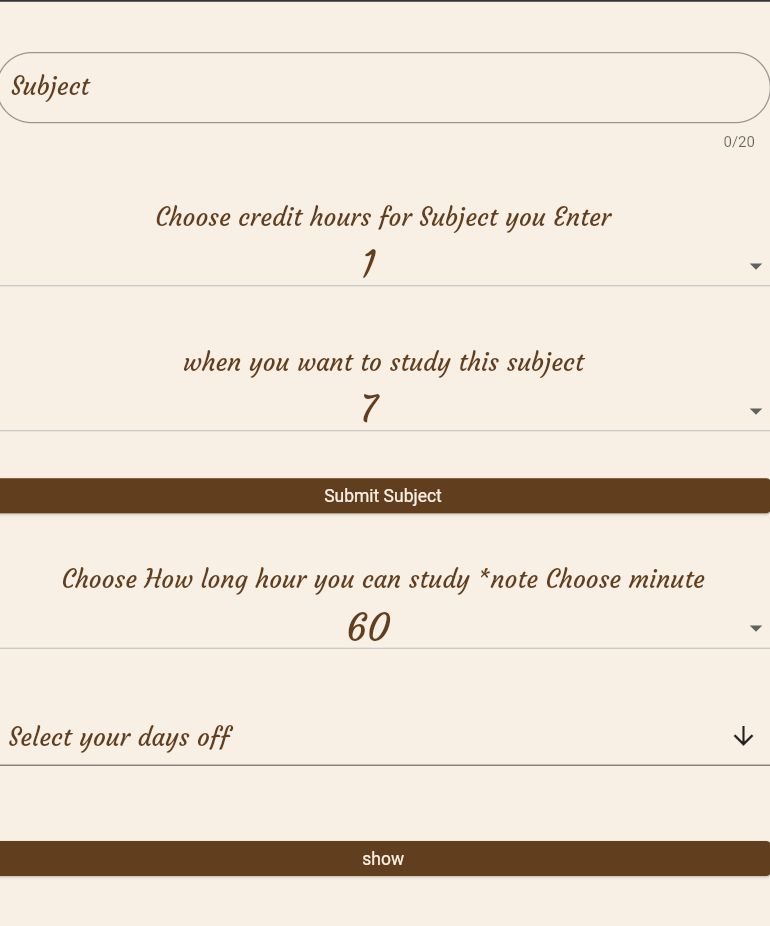 Subject
0/20
Choose credit hours for Subject you Enter
1
when you want to study this subject
7
Submit Subject
Choose How long hour you can study *note Choose minute
60
Select your days off
show